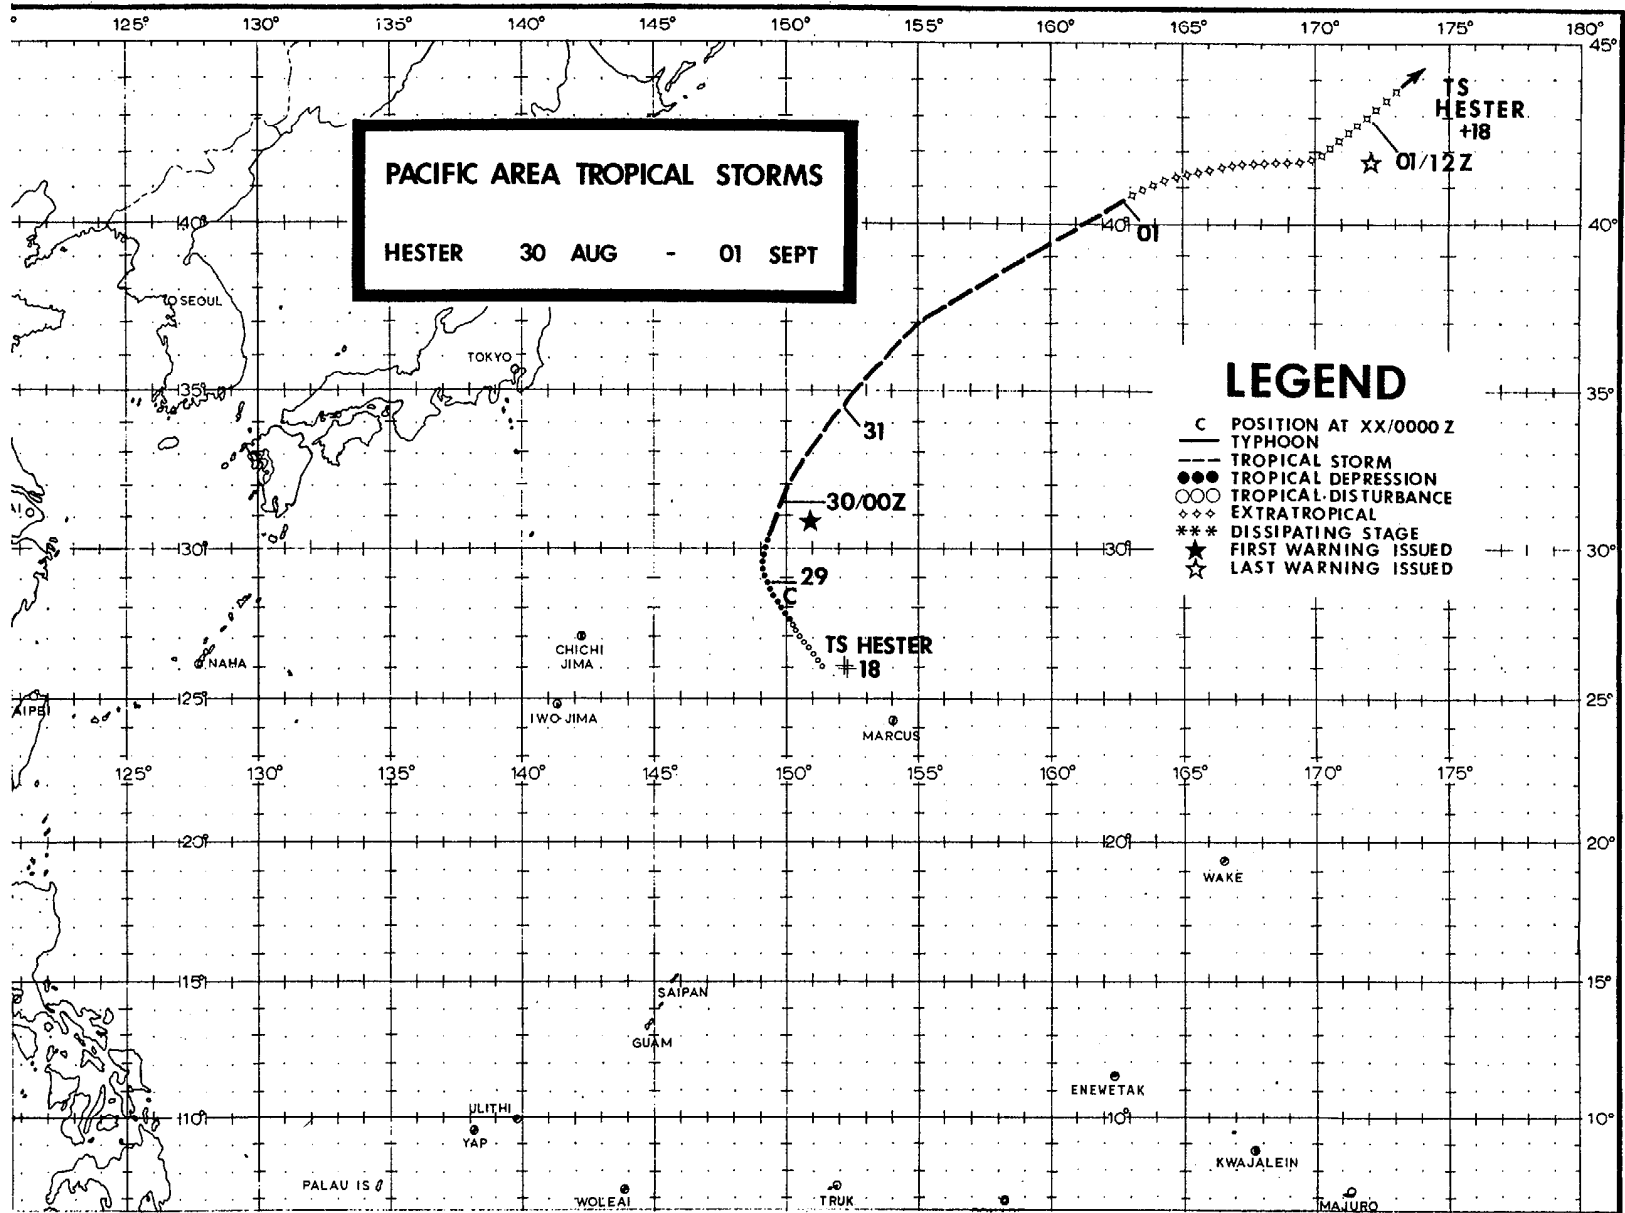 125° 130° 135° 140° 145° 150° 155° 160° 165° 170° 175° 180°
45°
TS
HESTER
+18
01/12Z
PACIFIC AREA TROPICAL STORMS
HESTER 30 AUG - 01 SEPT
40° 40° 40°
01
SEOUL
TOKYO
35° 35° 35°
LEGEND
C POSITION AT XX/0000 Z
TYPHOON
TROPICAL STORM
TROPICAL DEPRESSION
TROPICAL DISTURBANCE
EXTRATROPICAL
DISSIPATING STAGE
FIRST WARNING ISSUED
LAST WARNING ISSUED
31
30/00Z
30° 30° 30°
29
C
TS HESTER
18
NAHA
CHICHI
JIMA
25° 25°
AIPEI
IWO JIMA
MARCUS
125° 130° 135° 140° 145° 150° 155° 160° 165° 170° 175°
20° 20° 20°
WAKE
15° 15°
SAIPAN
GUAM
ENEWETAK
ULITHI
10° 10° 10°
YAP
KWAJALEIN
PALAU IS
WOLEAI
TRUK
MAJURO